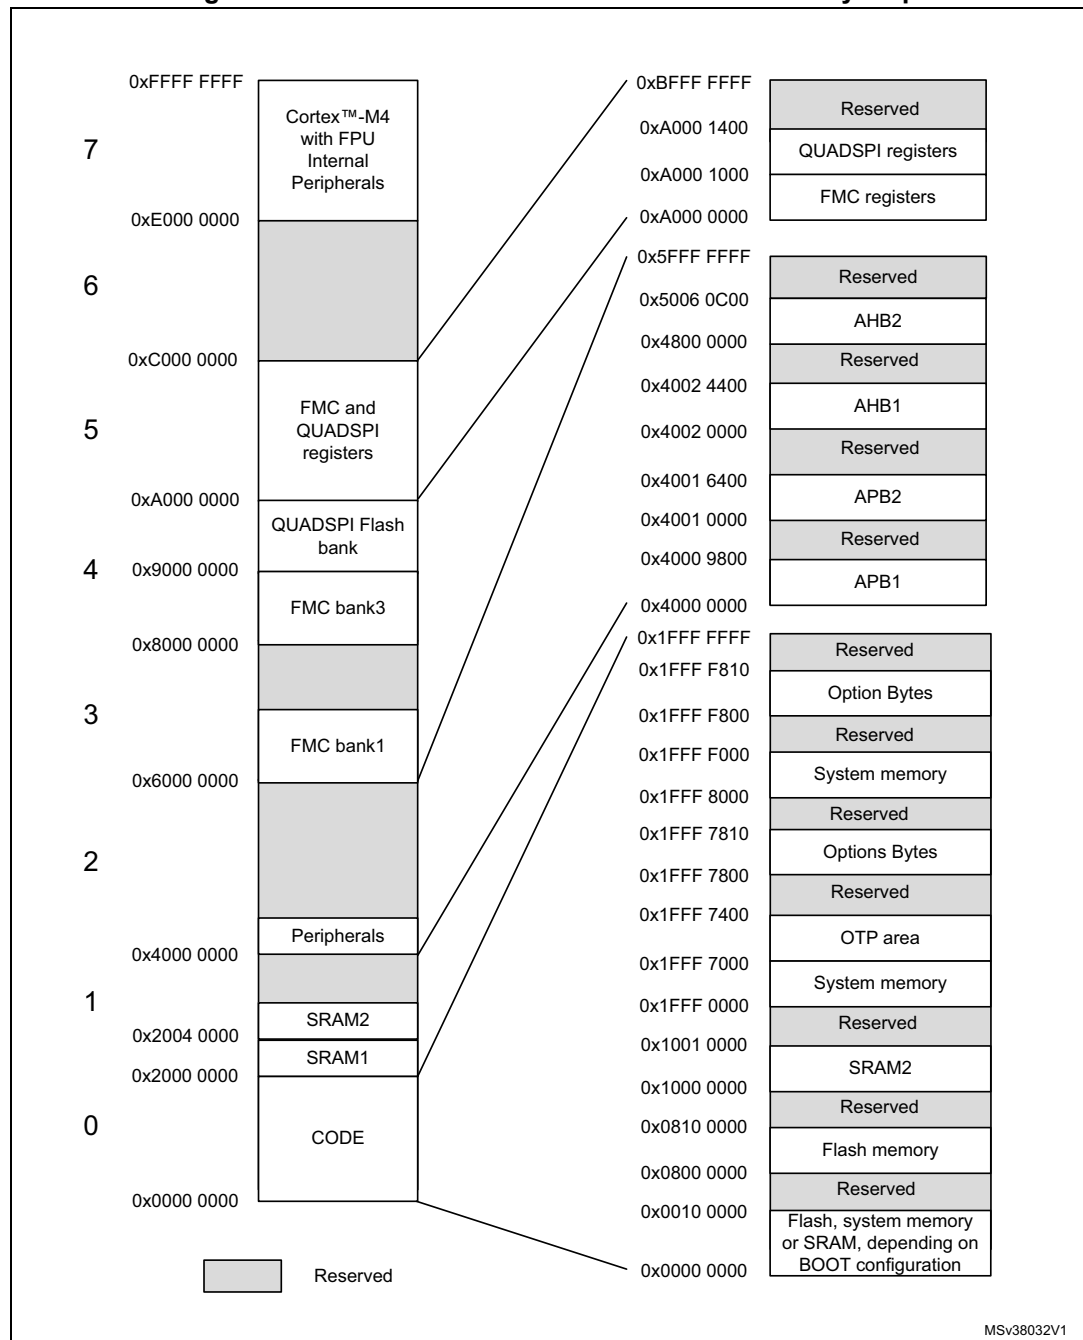 0xFFFF FFFF
7
Cortex™-M4
with FPU
Internal
Peripherals
0xE000 0000
6
0xC000 0000
5
FMC and
QUADSPI
registers
0xA000 0000
QUADSPI Flash
bank
4
0x9000 0000
FMC bank3
0x8000 0000
3
FMC bank1
0x6000 0000
2
Peripherals
0x4000 0000
1
SRAM2
0x2004 0000
SRAM1
0x2000 0000
0
CODE
0x0000 0000
Reserved
0xBFFF FFFF
Reserved
0xA000 1400
QUADSPI registers
0xA000 1000
FMC registers
0xA000 0000
0x5FFF FFFF
Reserved
0x5006 0C00
AHB2
0x4800 0000
Reserved
0x4002 4400
AHB1
0x4002 0000
Reserved
0x4001 6400
APB2
0x4001 0000
Reserved
0x4000 9800
APB1
0x4000 0000
0x1FFF FFFF
Reserved
0x1FFF F810
Option Bytes
0x1FFF F800
Reserved
0x1FFF F000
System memory
0x1FFF 8000
Reserved
0x1FFF 7810
Options Bytes
0x1FFF 7800
Reserved
0x1FFF 7400
OTP area
0x1FFF 7000
System memory
0x1FFF 0000
Reserved
0x1001 0000
SRAM2
0x1000 0000
Reserved
0x0810 0000
Flash memory
0x0800 0000
Reserved
0x0010 0000
Flash, system memory
or SRAM, depending on
BOOT configuration
0x0000 0000
MSv38032V1